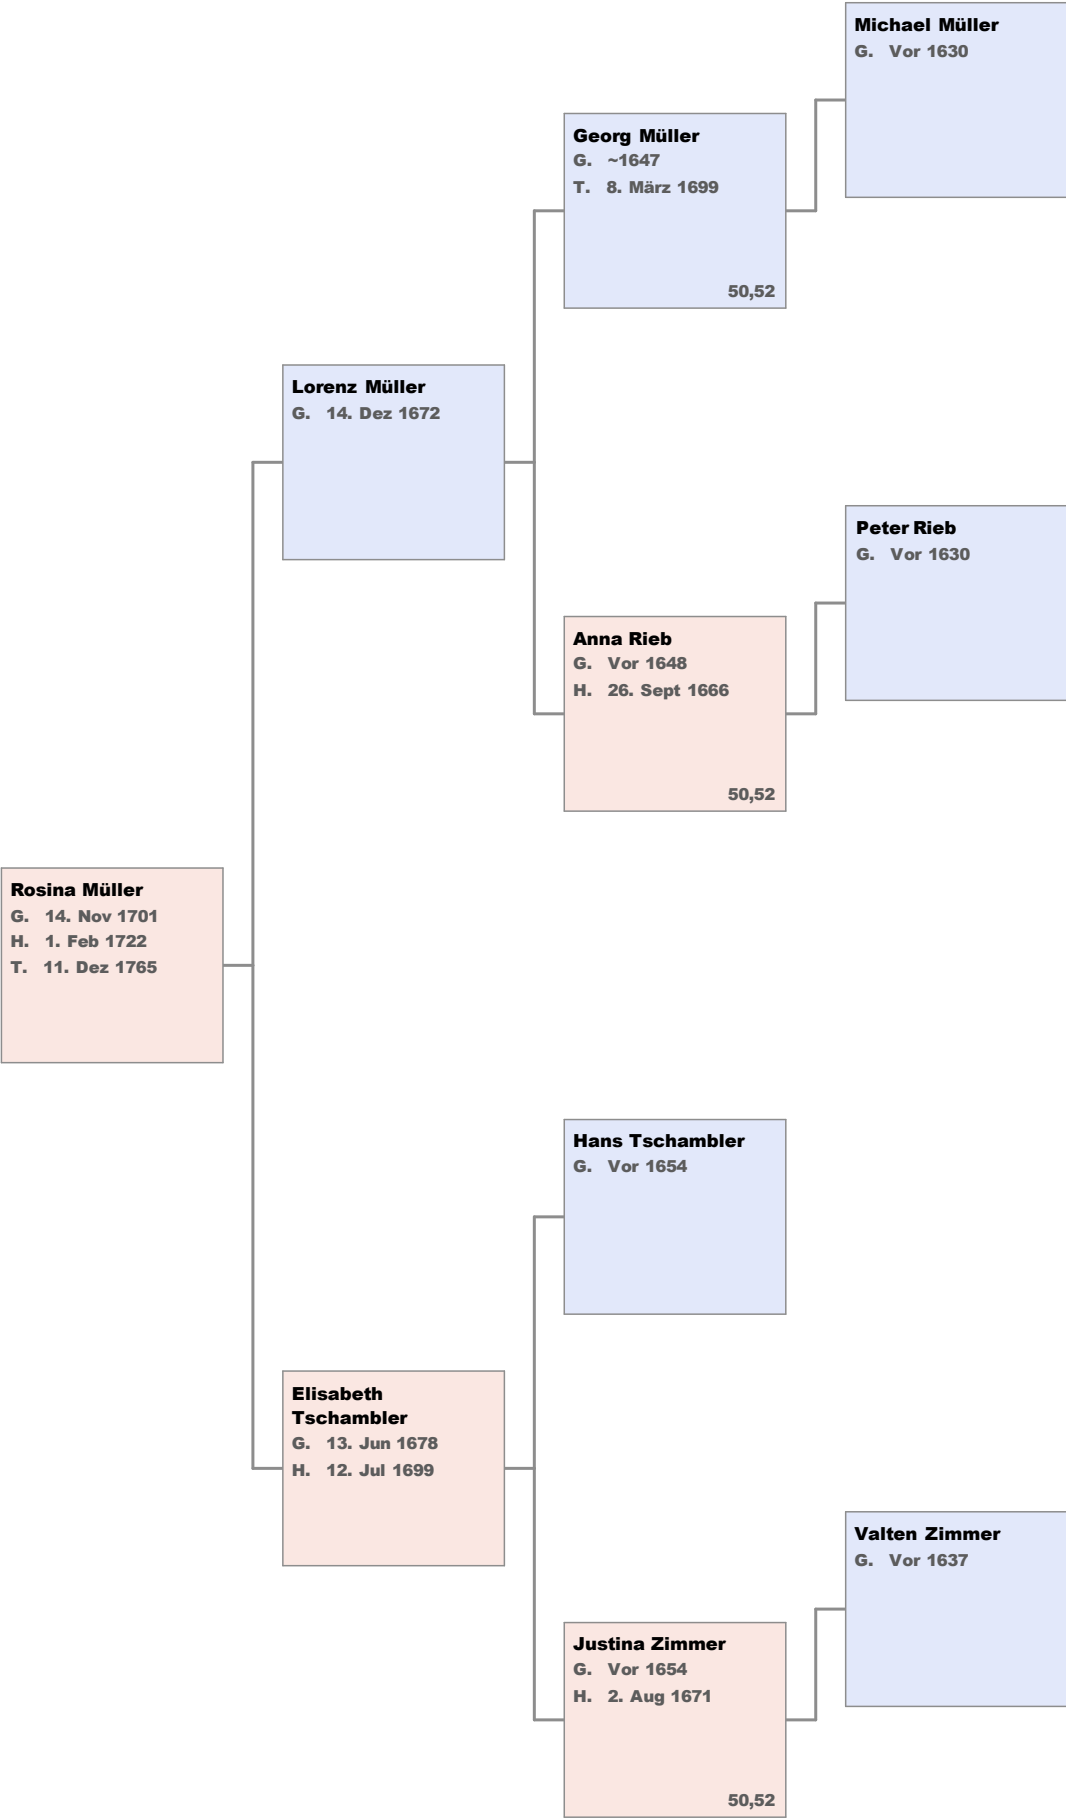 Michael Müller
G. Vor 1630
Georg Müller
G. ~1647
T. 8. März 1699
50,52
Lorenz Müller
G. 14. Dez 1672
Peter Rieb
G. Vor 1630
Anna Rieb
G. Vor 1648
H. 26. Sept 1666
50,52
Rosina Müller
G. 14. Nov 1701
H. 1. Feb 1722
T. 11. Dez 1765
Hans Tschambler
G. Vor 1654
Elisabeth
Tschambler
G. 13. Jun 1678
H. 12. Jul 1699
Valten Zimmer
G. Vor 1637
Justina Zimmer
G. Vor 1654
H. 2. Aug 1671
50,52